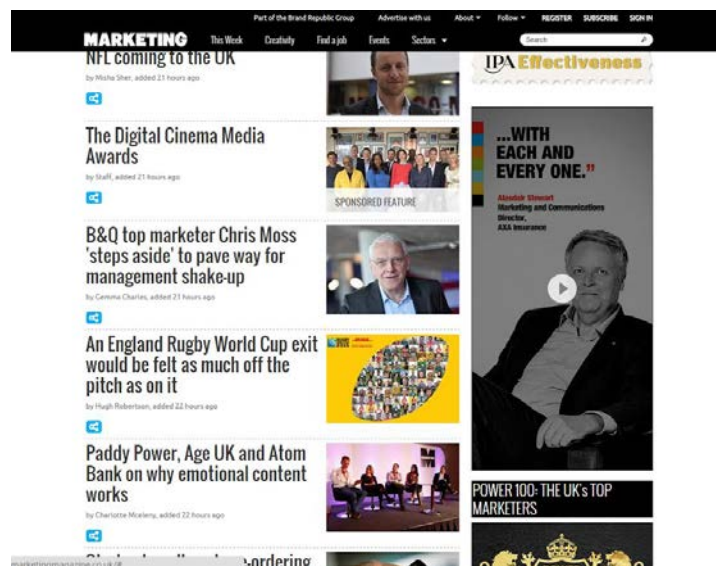 Part of the Brand Republic Group Advertise with us About Follow REGISTER SUBSCRIBE SIGN IN
MARKETING This Week Creativity Find a job Events Sectors Search
NFL coming to the UK
by Misha Sher, added 21 hours ago
The Digital Cinema Media
Awards
by Staff, added 21 hours ago
SPONSORED FEATURE
B&Q top marketer Chris Moss
'steps aside' to pave way for
management shake-up
by Gemma Charles, added 21 hours ago
An England Rugby World Cup exit
would be felt as much off the
pitch as on it
by Hugh Robertson, added 22 hours ago
Paddy Power, Age UK and Atom
Bank on why emotional content
works
by Charlotte Mceleny, added 22 hours ago
IPA Effectiveness
...WITH
EACH AND
EVERY ONE."
Alasdair Stewart
Marketing and Communications
Director,
AXA Insurance
POWER 100: THE UK's TOP
MARKETERS